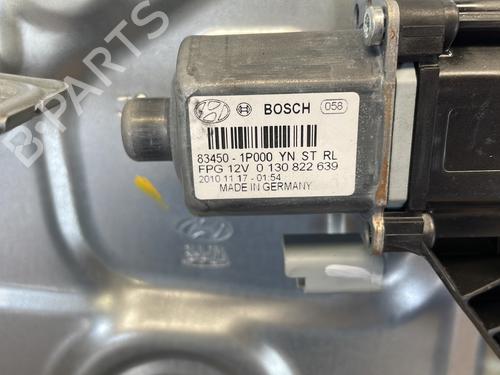 BOSCH 058
83450 - 1P000 YN ST RL
FPG 12V 0 130 822 639
2010 11 17 - 01:54
MADE IN GERMANY
B-PARTS